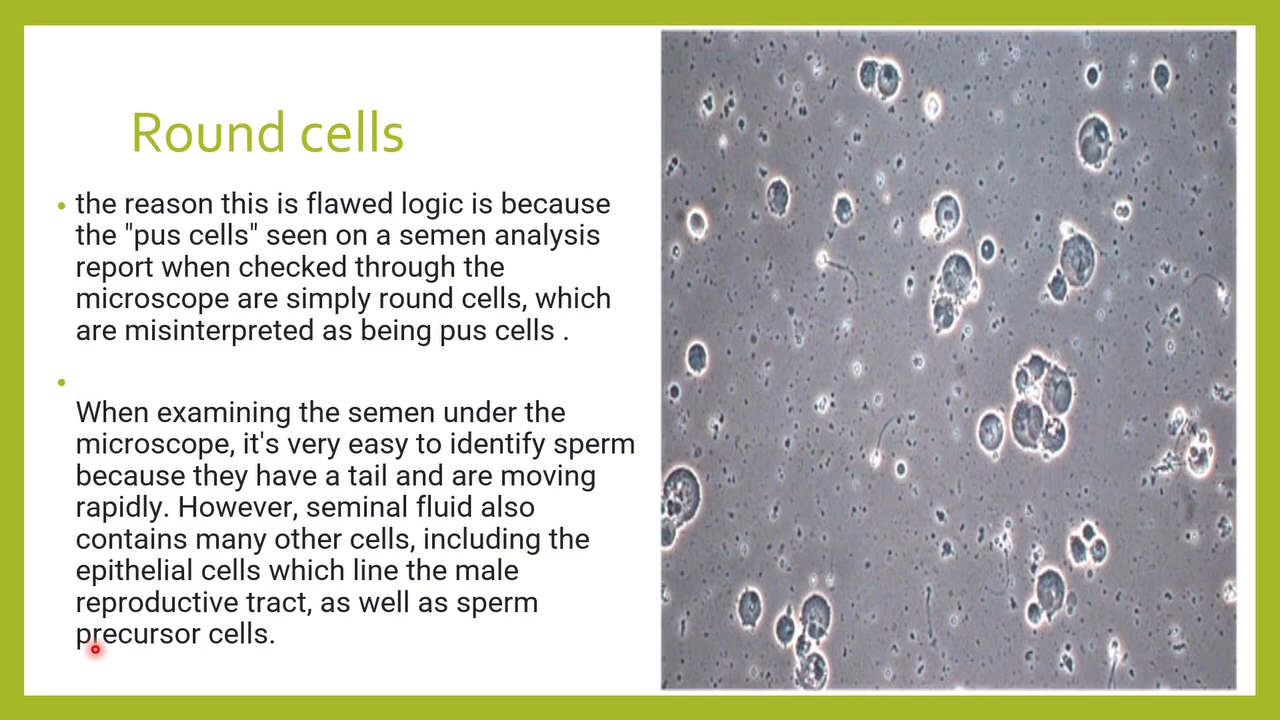 Round cells
the reason this is flawed logic is because
the "pus cells" seen on a semen analysis
report when checked through the
microscope are simply round cells, which
are misinterpreted as being pus cells .
When examining the semen under the
microscope, it's very easy to identify sperm
because they have a tail and are moving
rapidly. However, seminal fluid also
contains many other cells, including the
epithelial cells which line the male
reproductive tract, as well as sperm
precursor cells.